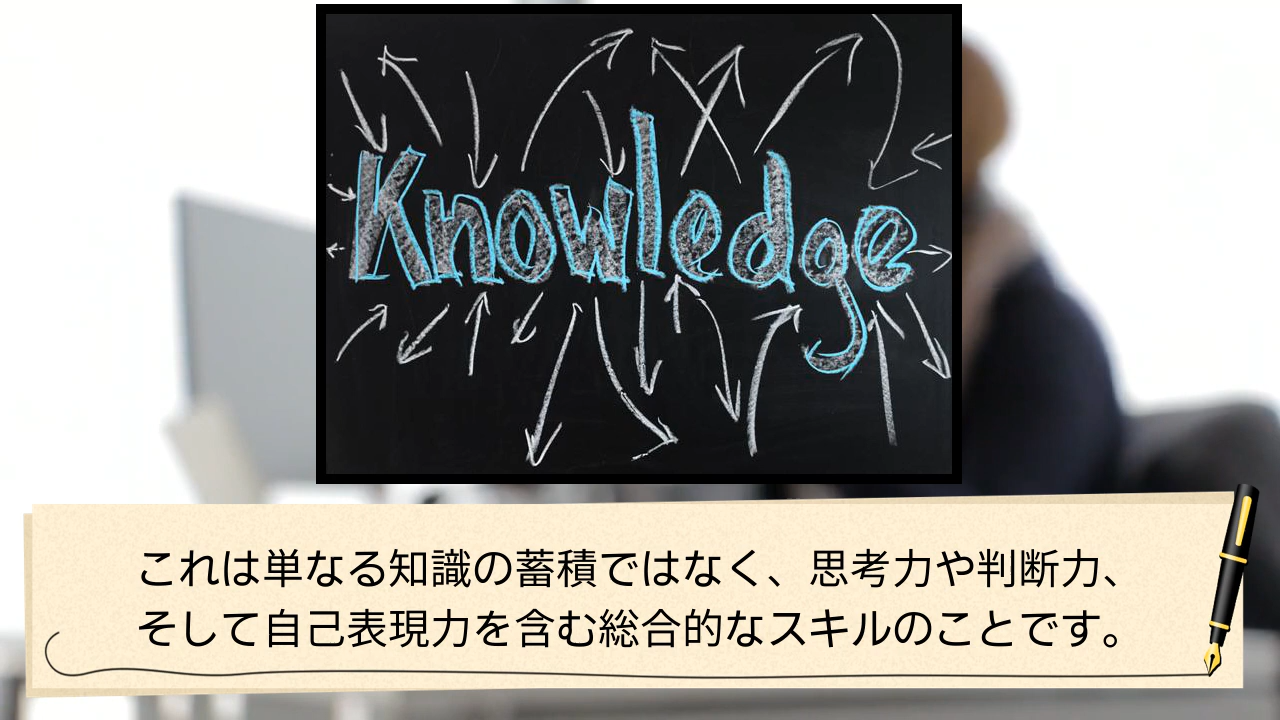 Knowledge
これは単なる知識の蓄積ではなく、思考力や判断力、
そして自己表現力を含む総合的なスキルのことです。